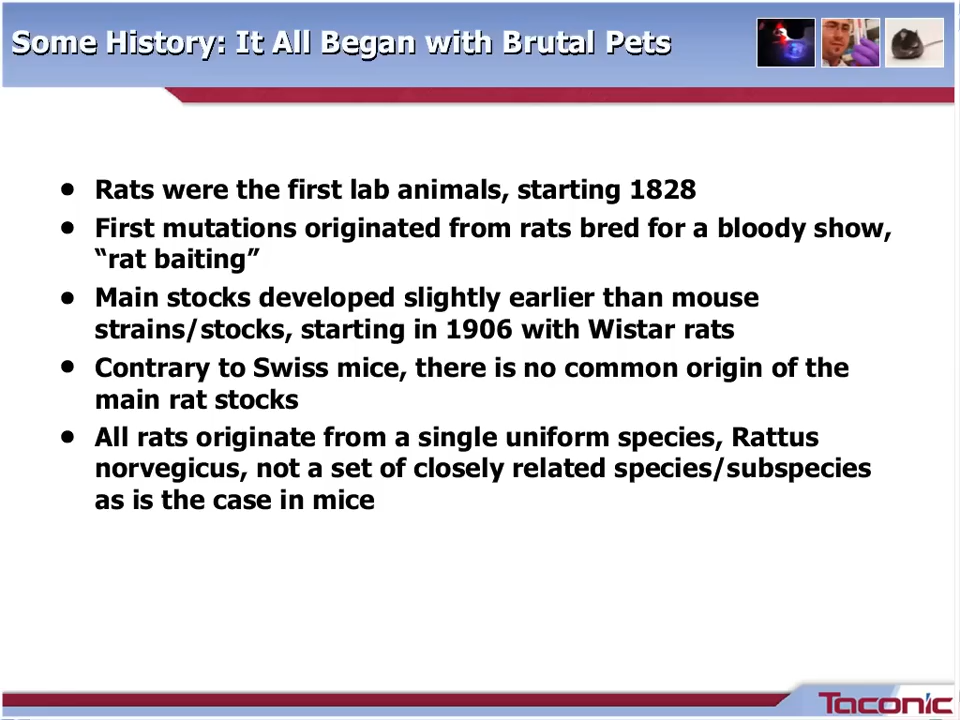 Some History: It All Began with Brutal Pets
• Rats were the first lab animals, starting 1828
• First mutations originated from rats bred for a bloody show,
“rat baiting”
• Main stocks developed slightly earlier than mouse
strains/stocks, starting in 1906 with Wistar rats
• Contrary to Swiss mice, there is no common origin of the
main rat stocks
• All rats originate from a single uniform species, Rattus
norvegicus, not a set of closely related species/subspecies
as is the case in mice
Taconic